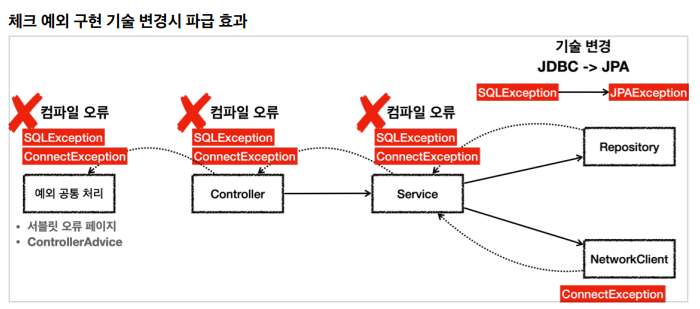 체크 예외 구현 기술 변경시 파급 효과
기술 변경
JDBC -> JPA
SQLException
JPAException
컴파일 오류
SQLException
ConnectException
예외 공통 처리
• 서블릿 오류 페이지
• ControllerAdvice
컴파일 오류
SQLException
ConnectException
Controller
컴파일 오류
SQLException
ConnectException
Service
Repository
NetworkClient
ConnectException